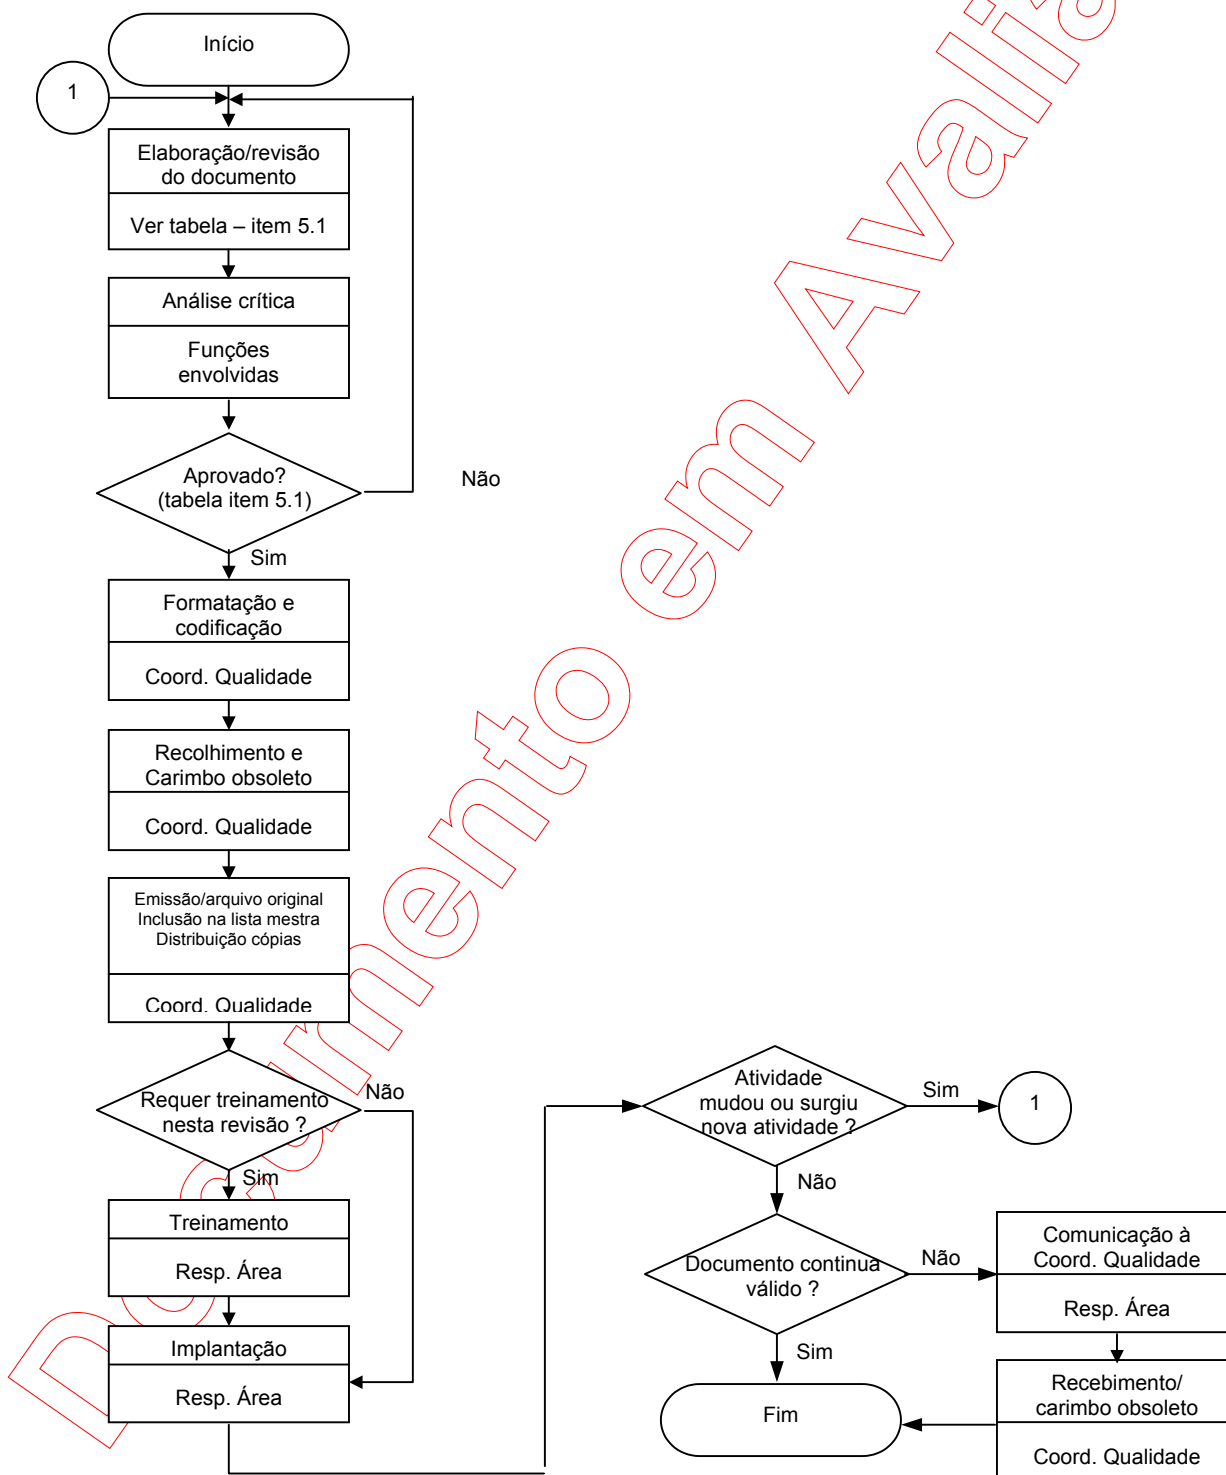 Início
1
Elaboração/revisão
do documento
Ver tabela – item 5.1
Análise crítica
Funções
envolvidas
Aprovado?
(tabela item 5.1)
Não
Sim
Formatação e
codificação
Coord. Qualidade
Recolhimento e
Carimbo obsoleto
Coord. Qualidade
Emissão/arquivo original
Inclusão na lista mestra
Distribuição cópias
Coord. Qualidade
Requer treinamento
nesta revisão ?
Não
Sim
Treinamento
Resp. Área
Implantação
Resp. Área
Atividade
mudou ou surgiu
nova atividade ?
Sim
1
Não
Documento continua
válido ?
Não
Sim
Comunicação à
Coord. Qualidade
Resp. Área
Recebimento/
carimbo obsoleto
Coord. Qualidade
Fim
Documento em Avalia